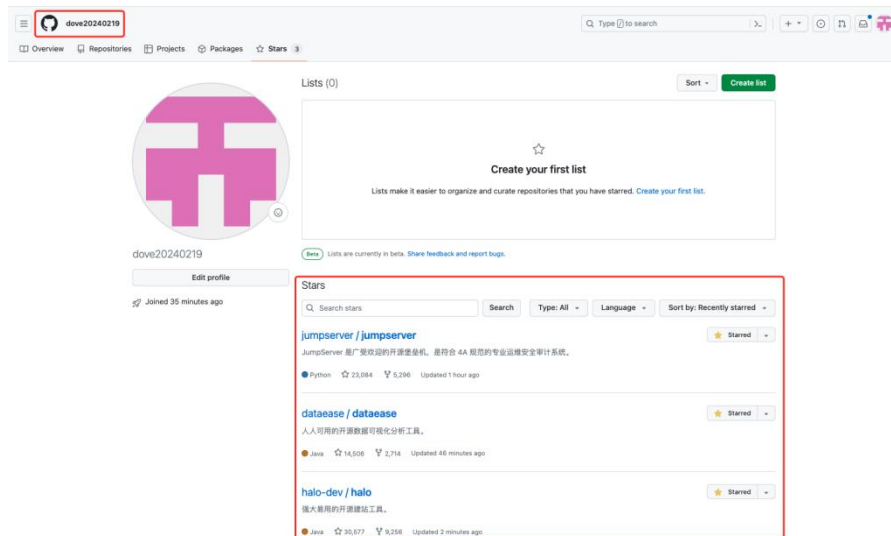 dove20240219
Type / to search
Overview Repositories Projects Packages Stars 3
Lists (0)
Sort
Create list
Create your first list
Lists make it easier to organize and curate repositories that you have starred. Create your first list.
dove20240219
Beta Lists are currently in beta. Share feedback and report bugs.
Edit profile
Joined 35 minutes ago
Stars
Search stars Search Type: All Language Sort by: Recently starred
jumpserver / jumpserver Starred
JumpServer 是广受欢迎的开源堡垒机，是符合 4A 规范的专业运维安全审计系统。
Python 23,084 5,296 Updated 1 hour ago
dataease / dataease Starred
人人可用的开源数据可视化分析工具。
Java 14,506 2,714 Updated 46 minutes ago
halo-dev / halo Starred
强大易用的开源建站工具。
Java 30,577 9,256 Updated 2 minutes ago